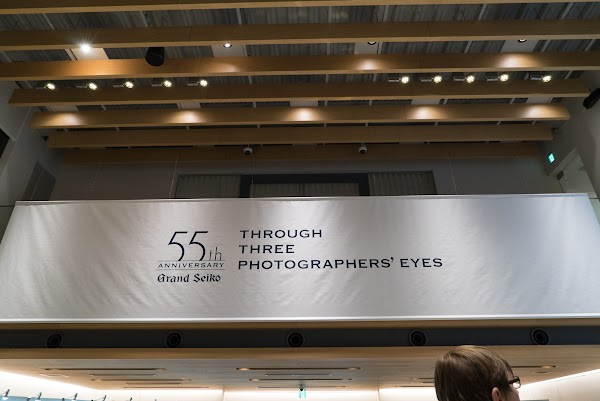 55th
ANNIVERSARY
Grand Seiko
THROUGH
THREE
PHOTOGRAPHERS' EYES